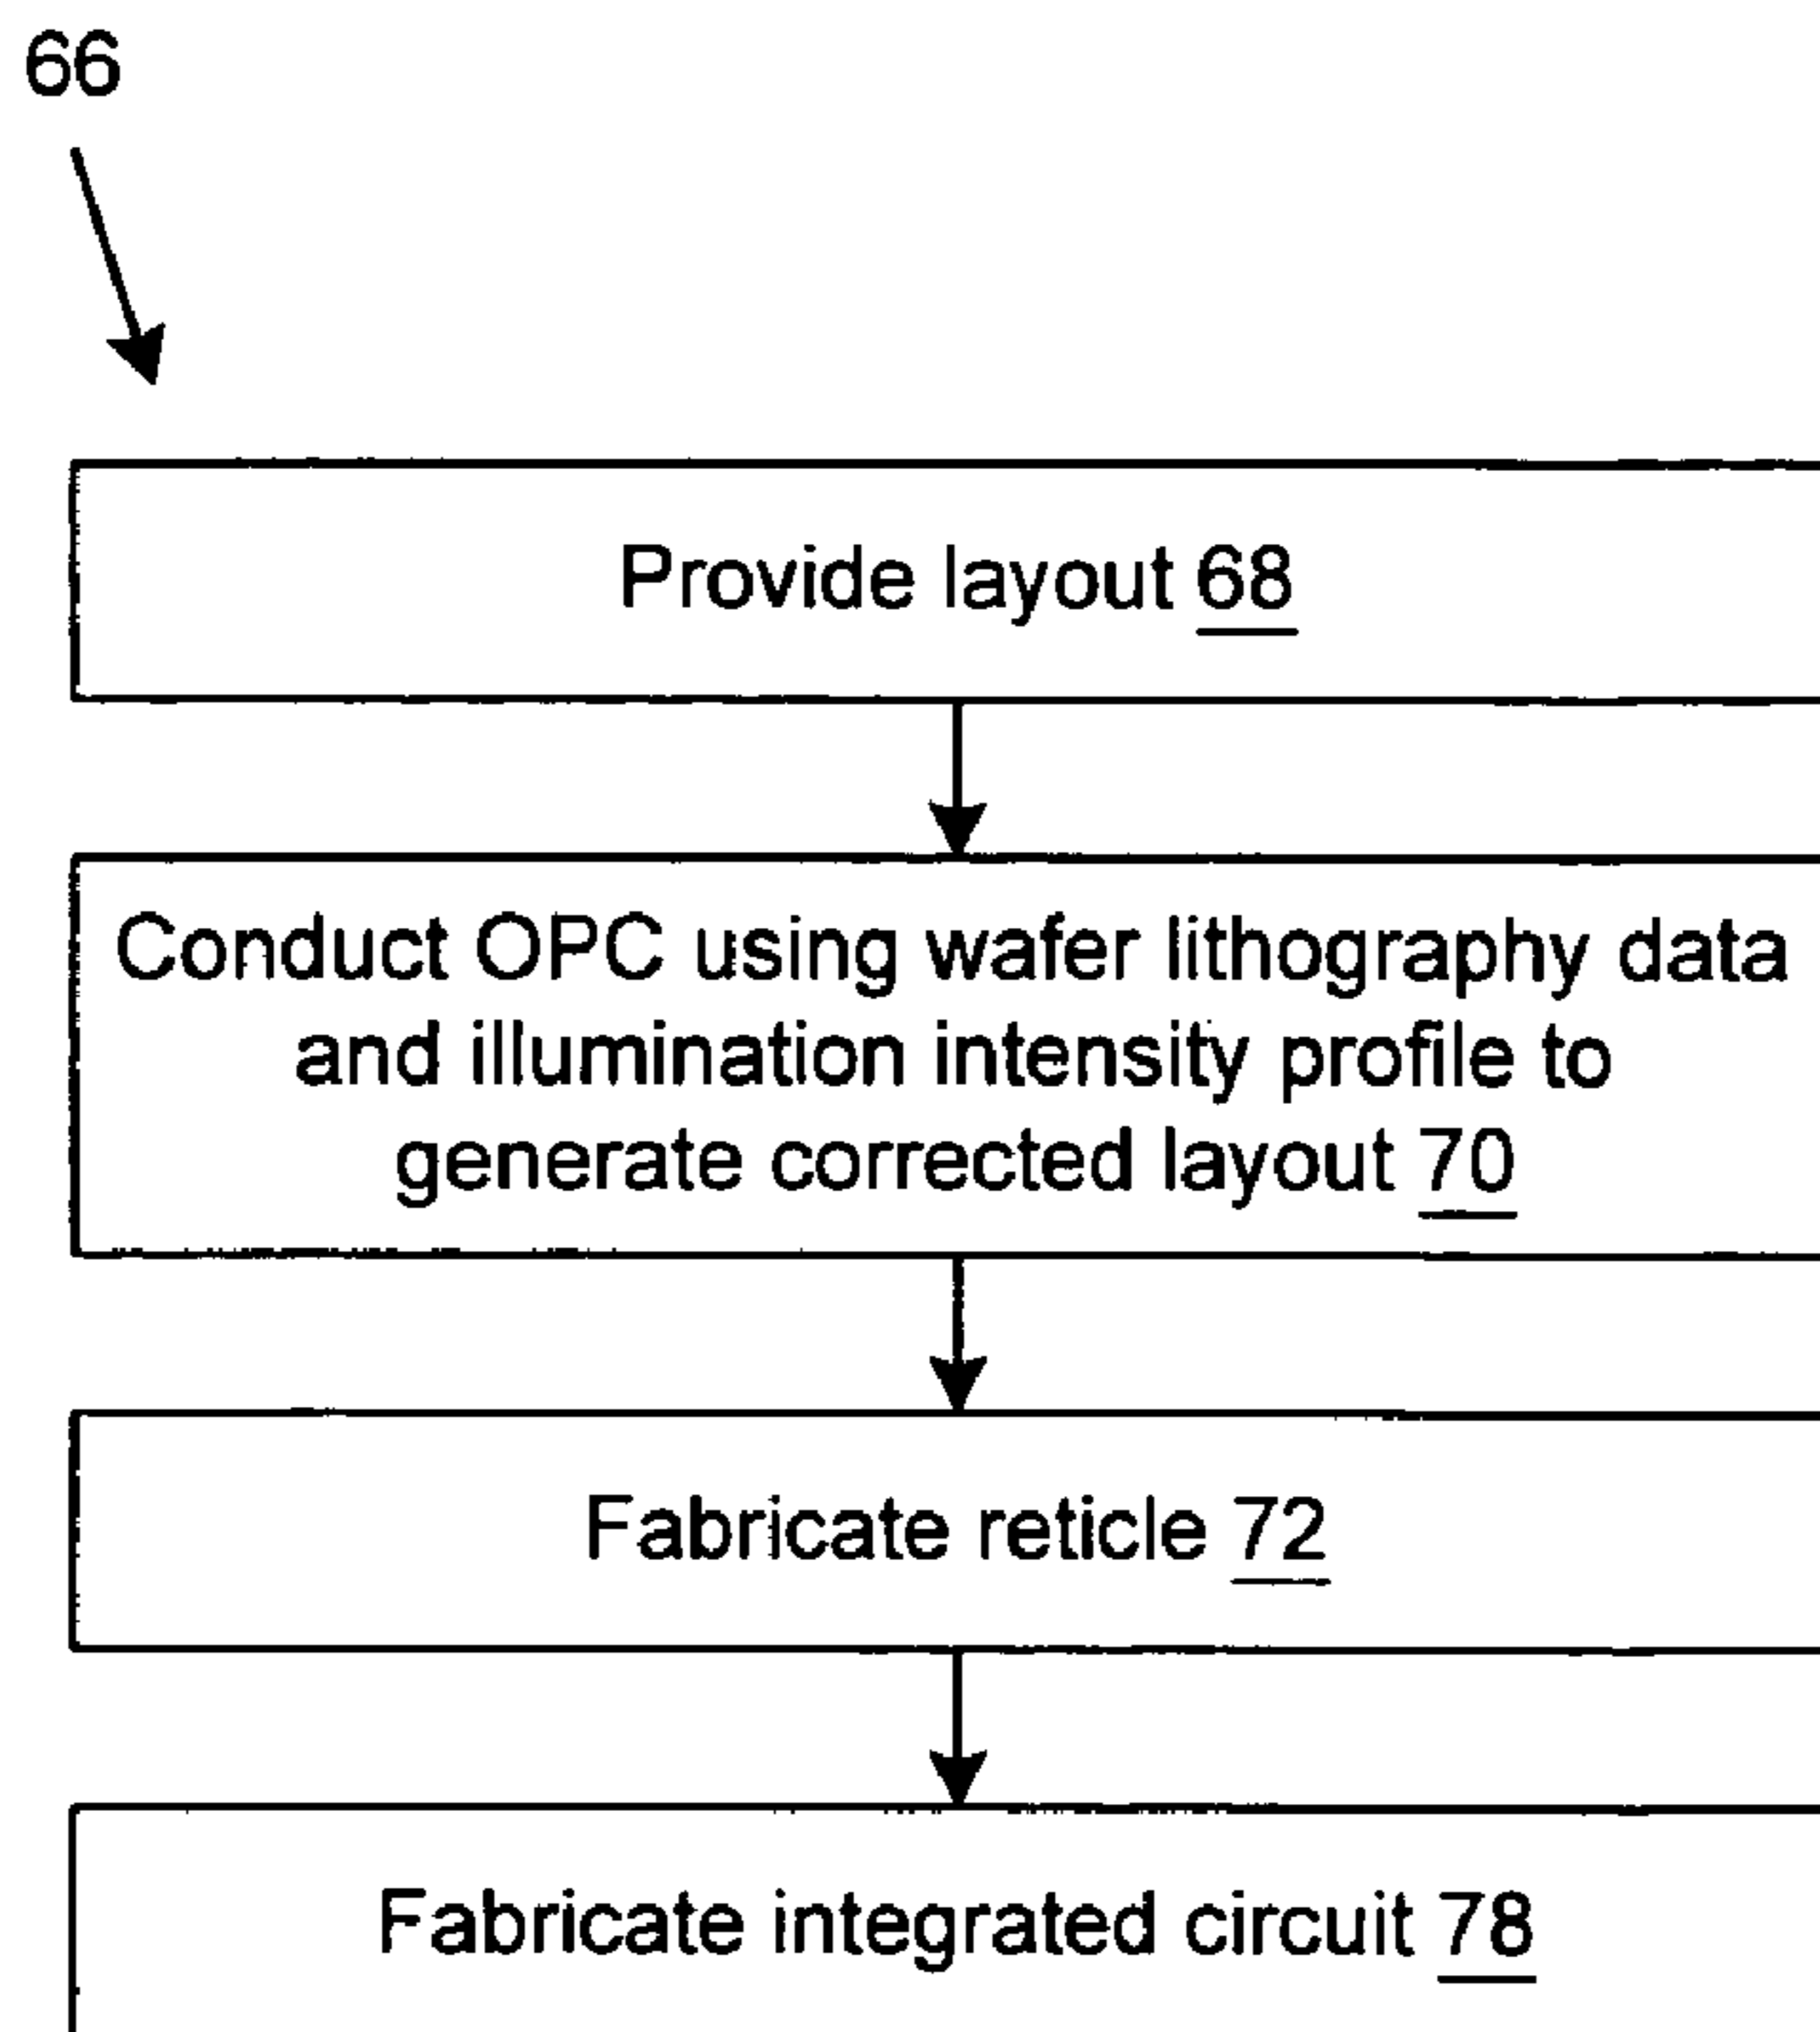 66
Provide layout 68
Conduct OPC using wafer lithography data
and illumination intensity profile to
generate corrected layout 70
Fabricate reticle 72
Fabricate integrated circuit 78